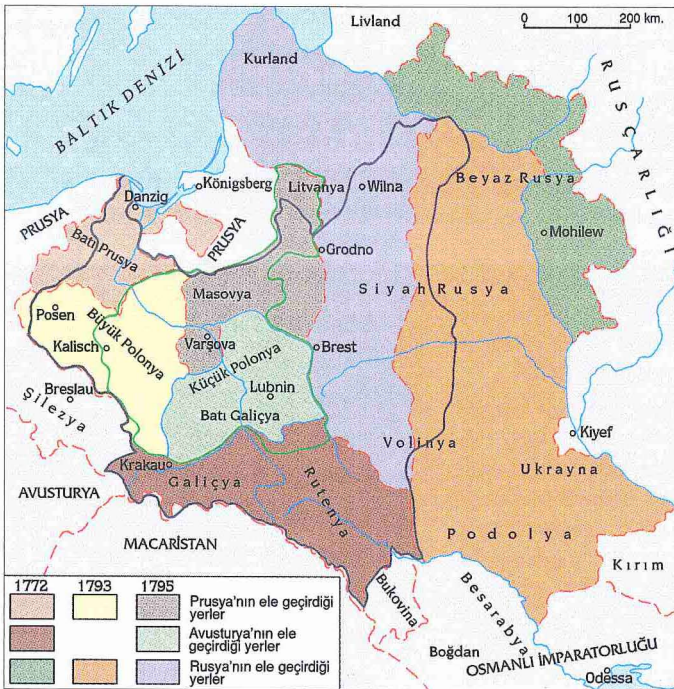 Livland
0 100 200 km.
Kurland
BALTIK DENİZİ
RUSÇARLIĞI
Königsberg
Litvanya
Wilna
Beyaz Rusya
Danzig
PRUSYA
PRUSYA
Batı Prusya
Mohilew
Grodno
Masovya
Siyah Rusya
Posen
Büyük Polonya
Varşova
Kalisch
Brest
Küçük Polonya
Breslau
Lubnin
Şilezya
Batı Galiçya
Kiyef
Volinya
Krakau
Galiçya
Rutenya
Ukrayna
AVUSTURYA
Podolya
MACARİSTAN
Kırım
Bukovina
Besarabya
Boğdan
OSMANLI İMPARATORLUĞU
Odessa
1772 1793 1795
Prusya'nın ele geçirdiği
yerler
Avusturya'nın ele
geçirdiği yerler
Rusya'nın ele geçirdiği
yerler